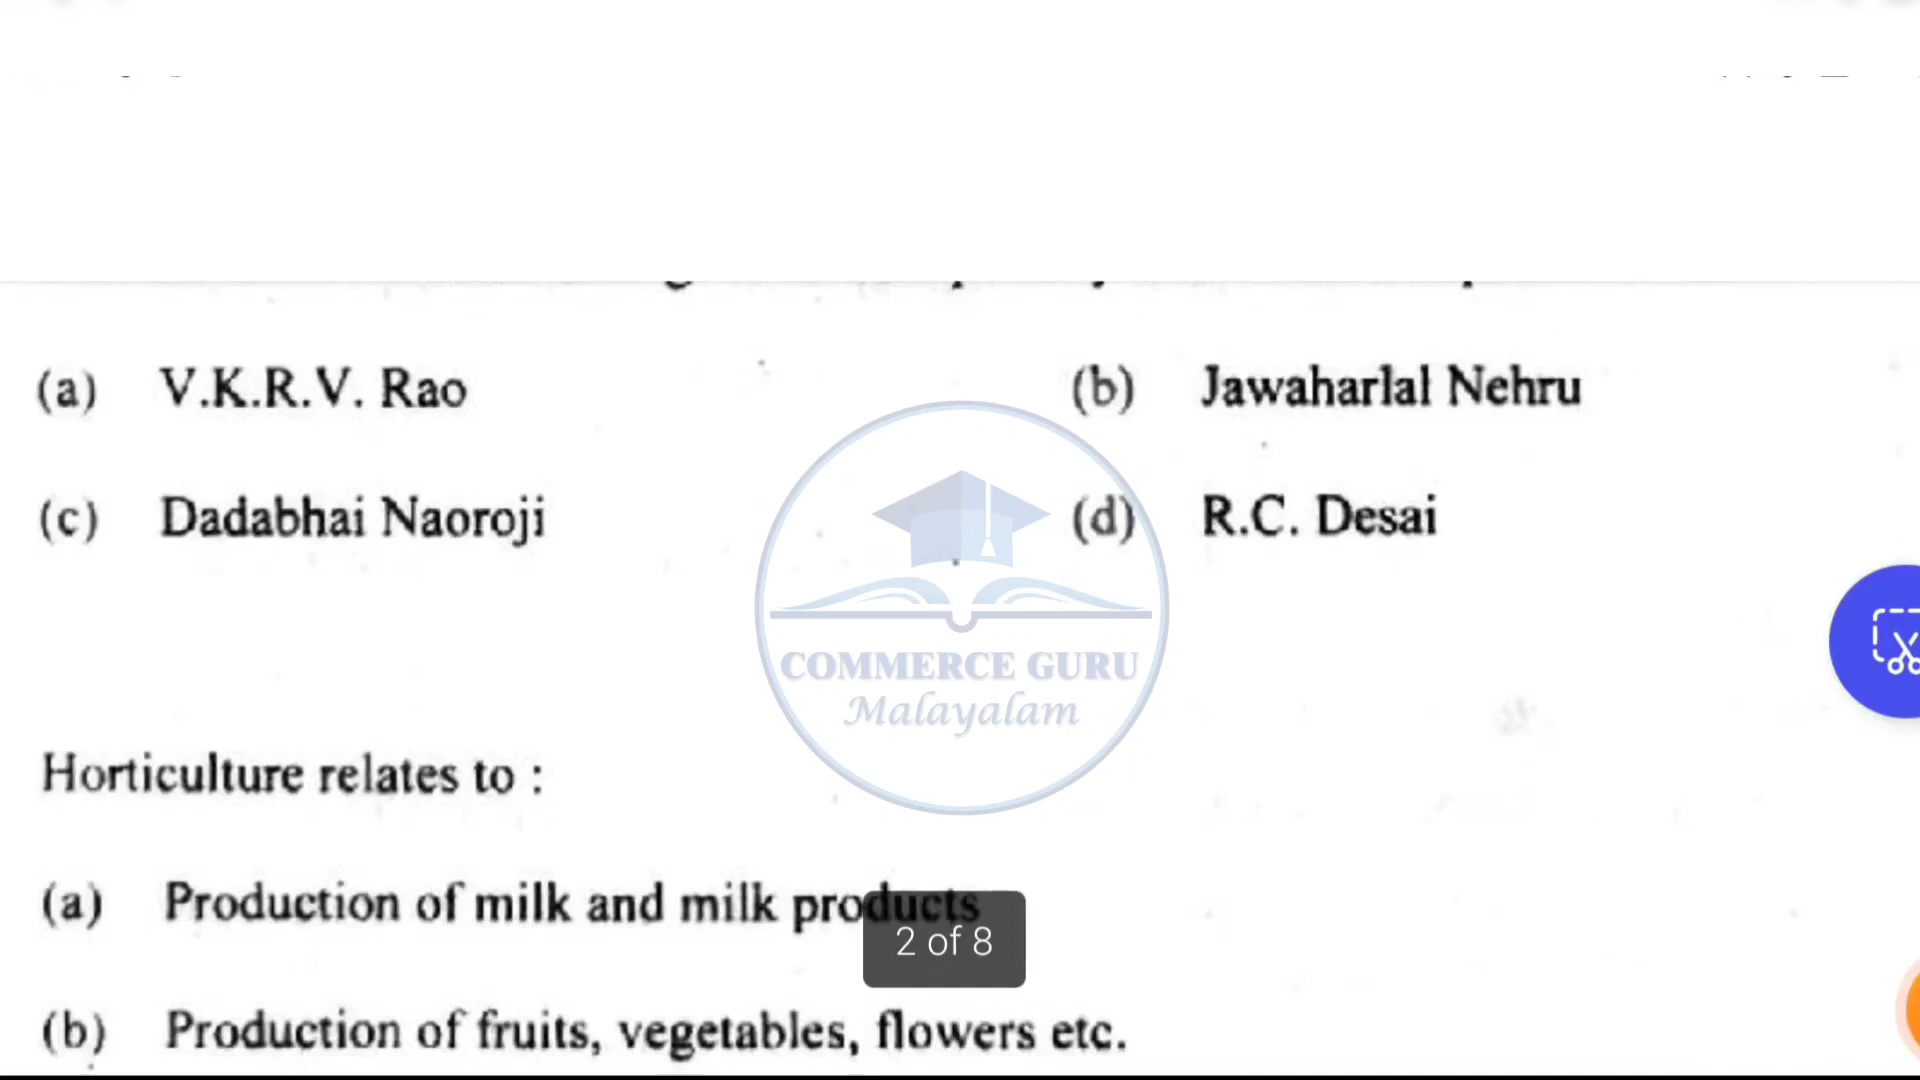 (a) V.K.R.V. Rao (b) Jawaharlal Nehru
(c) Dadabhai Naoroji (d) R.C. Desai
COMMERCE GURU
Malayalam
Horticulture relates to :
(a) Production of milk and milk products
2 of 8
(b) Production of fruits, vegetables, flowers etc.